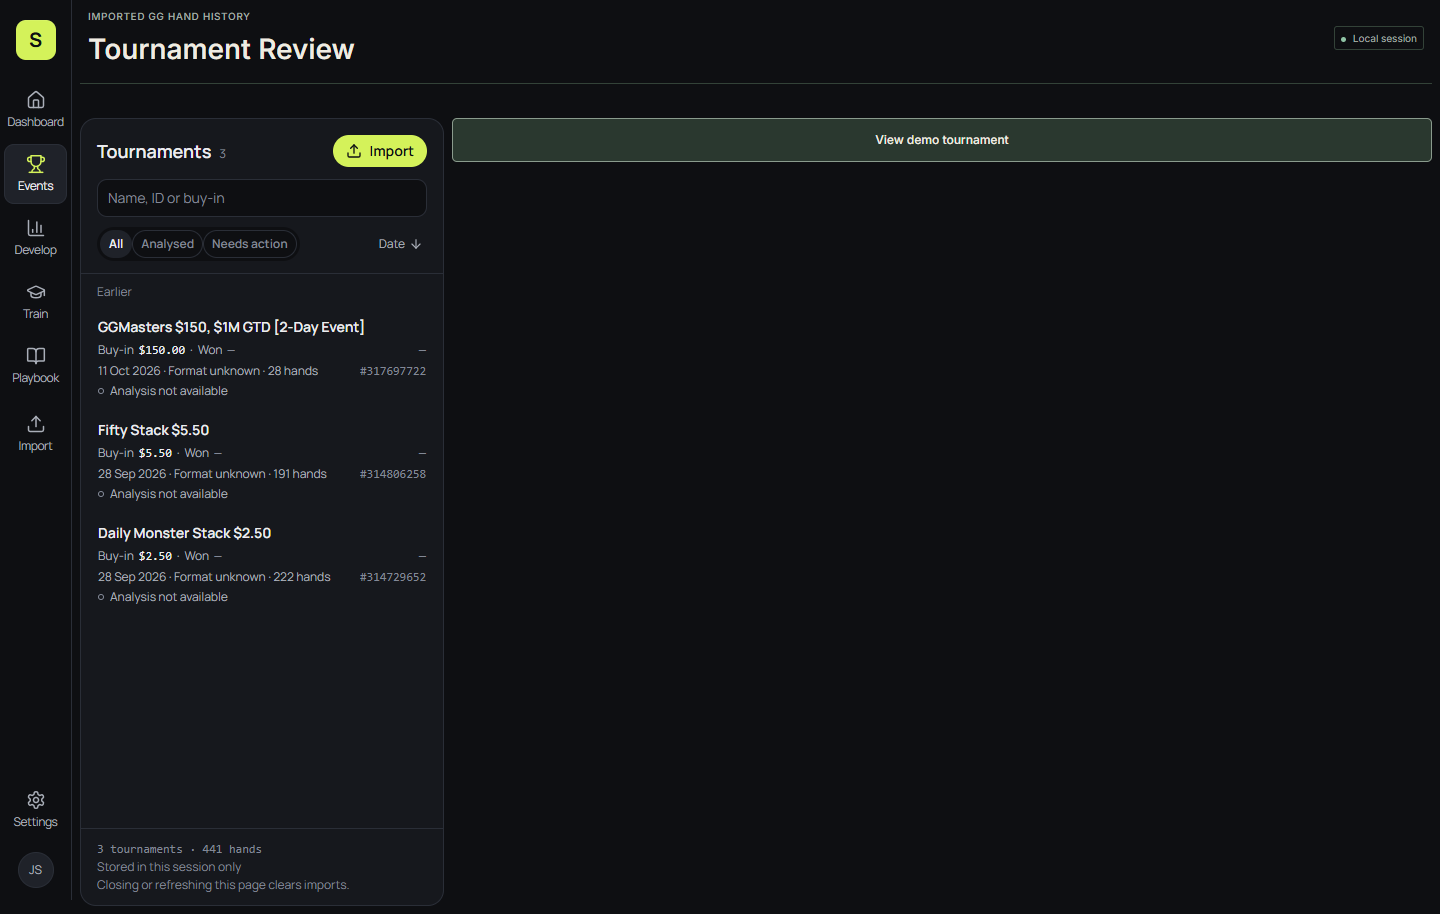 S
Dashboard
Events
Develop
Train
Playbook
Import
Settings
JS
IMPORTED GG HAND HISTORY
Tournament Review
Local session
Tournaments 3
Import
Name, ID or buy-in
All Analysed Needs action Date ↓
Earlier
GGMasters $150, $1M GTD [2-Day Event]
Buy-in $150.00 · Won — —
11 Oct 2026 · Format unknown · 28 hands #317697722
Analysis not available
Fifty Stack $5.50
Buy-in $5.50 · Won — —
28 Sep 2026 · Format unknown · 191 hands #314806258
Analysis not available
Daily Monster Stack $2.50
Buy-in $2.50 · Won — —
28 Sep 2026 · Format unknown · 222 hands #314729652
Analysis not available
3 tournaments · 441 hands
Stored in this session only
Closing or refreshing this page clears imports.
View demo tournament